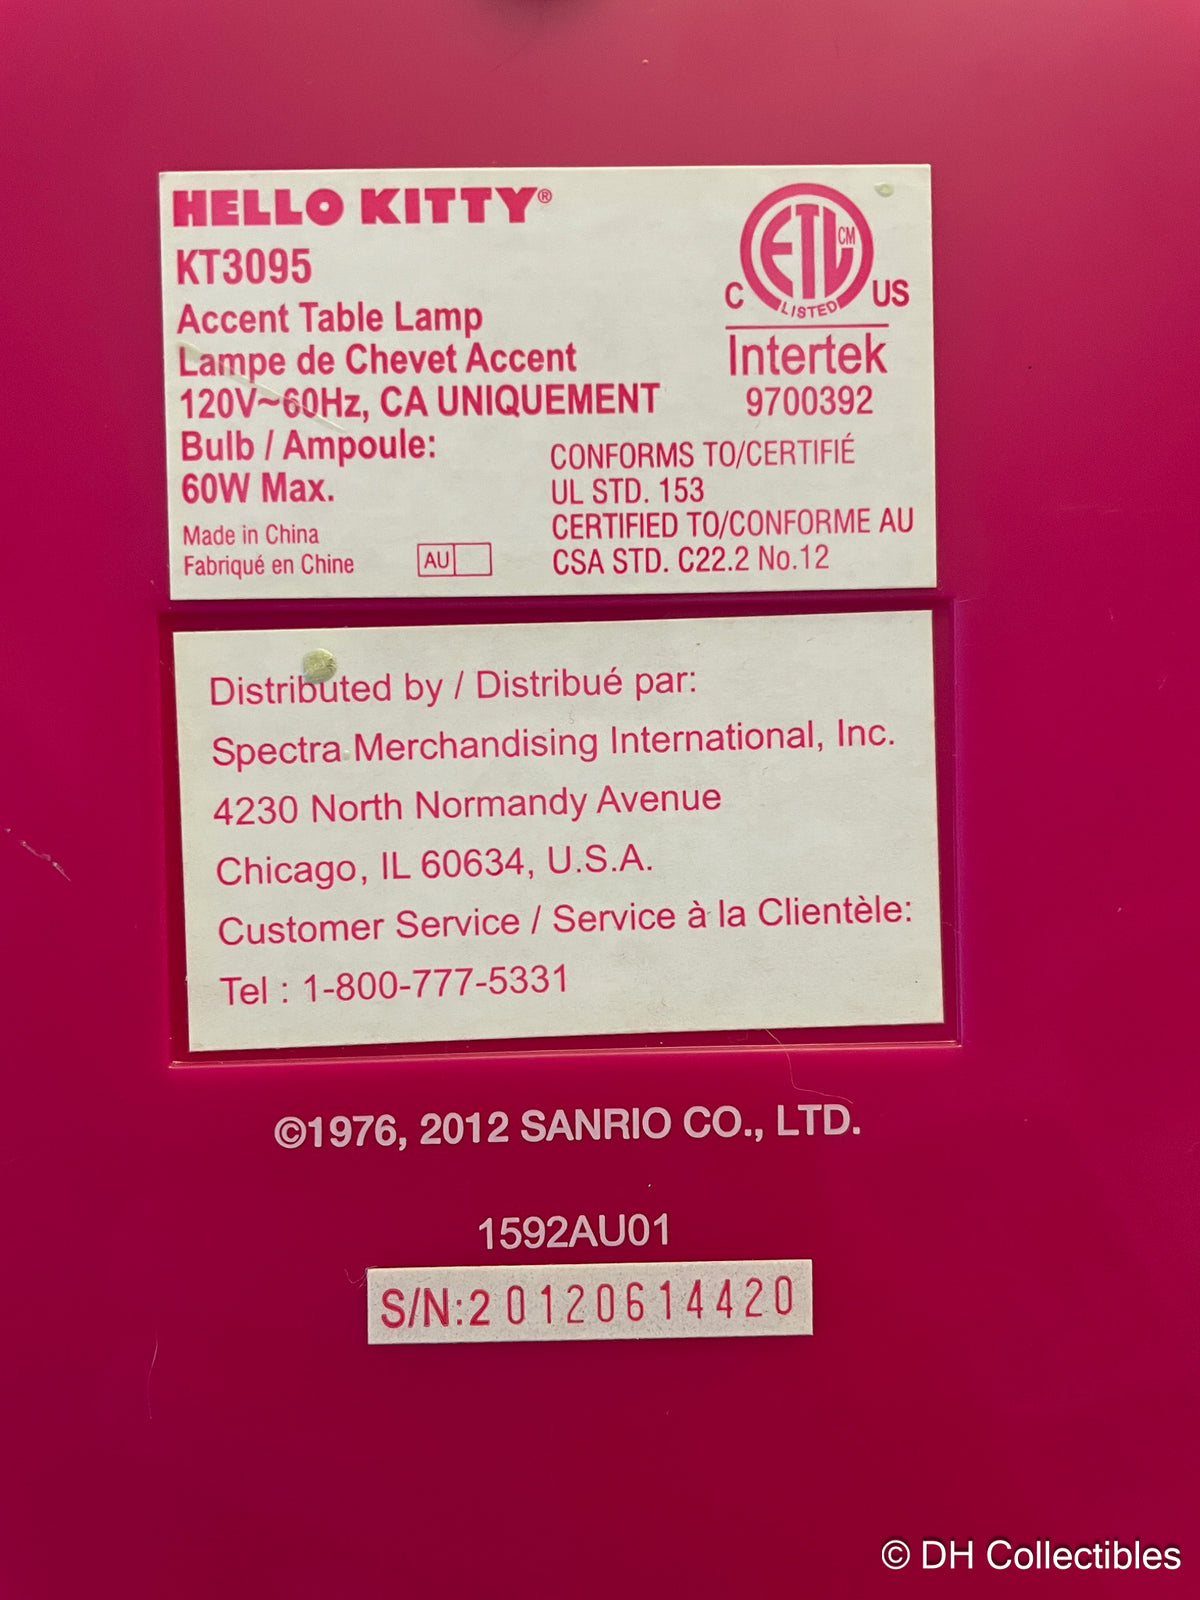 HELLO KITTY®
KT3095
Accent Table Lamp
Lampe de Chevet Accent
120V~60Hz, CA UNIQUEMENT
Bulb / Ampoule:
60W Max.
Made in China
Fabriqué en Chine
AU
ETL CM
LISTED
C US
Intertek
9700392
CONFORMS TO/CERTIFIÉ
UL STD. 153
CERTIFIED TO/CONFORME AU
CSA STD. C22.2 No.12
Distributed by / Distribué par:
Spectra Merchandising International, Inc.
4230 North Normandy Avenue
Chicago, IL 60634, U.S.A.
Customer Service / Service à la Clientèle:
Tel : 1-800-777-5331
©1976, 2012 SANRIO CO., LTD.
1592AU01
S/N:20120614420
© DH Collectibles